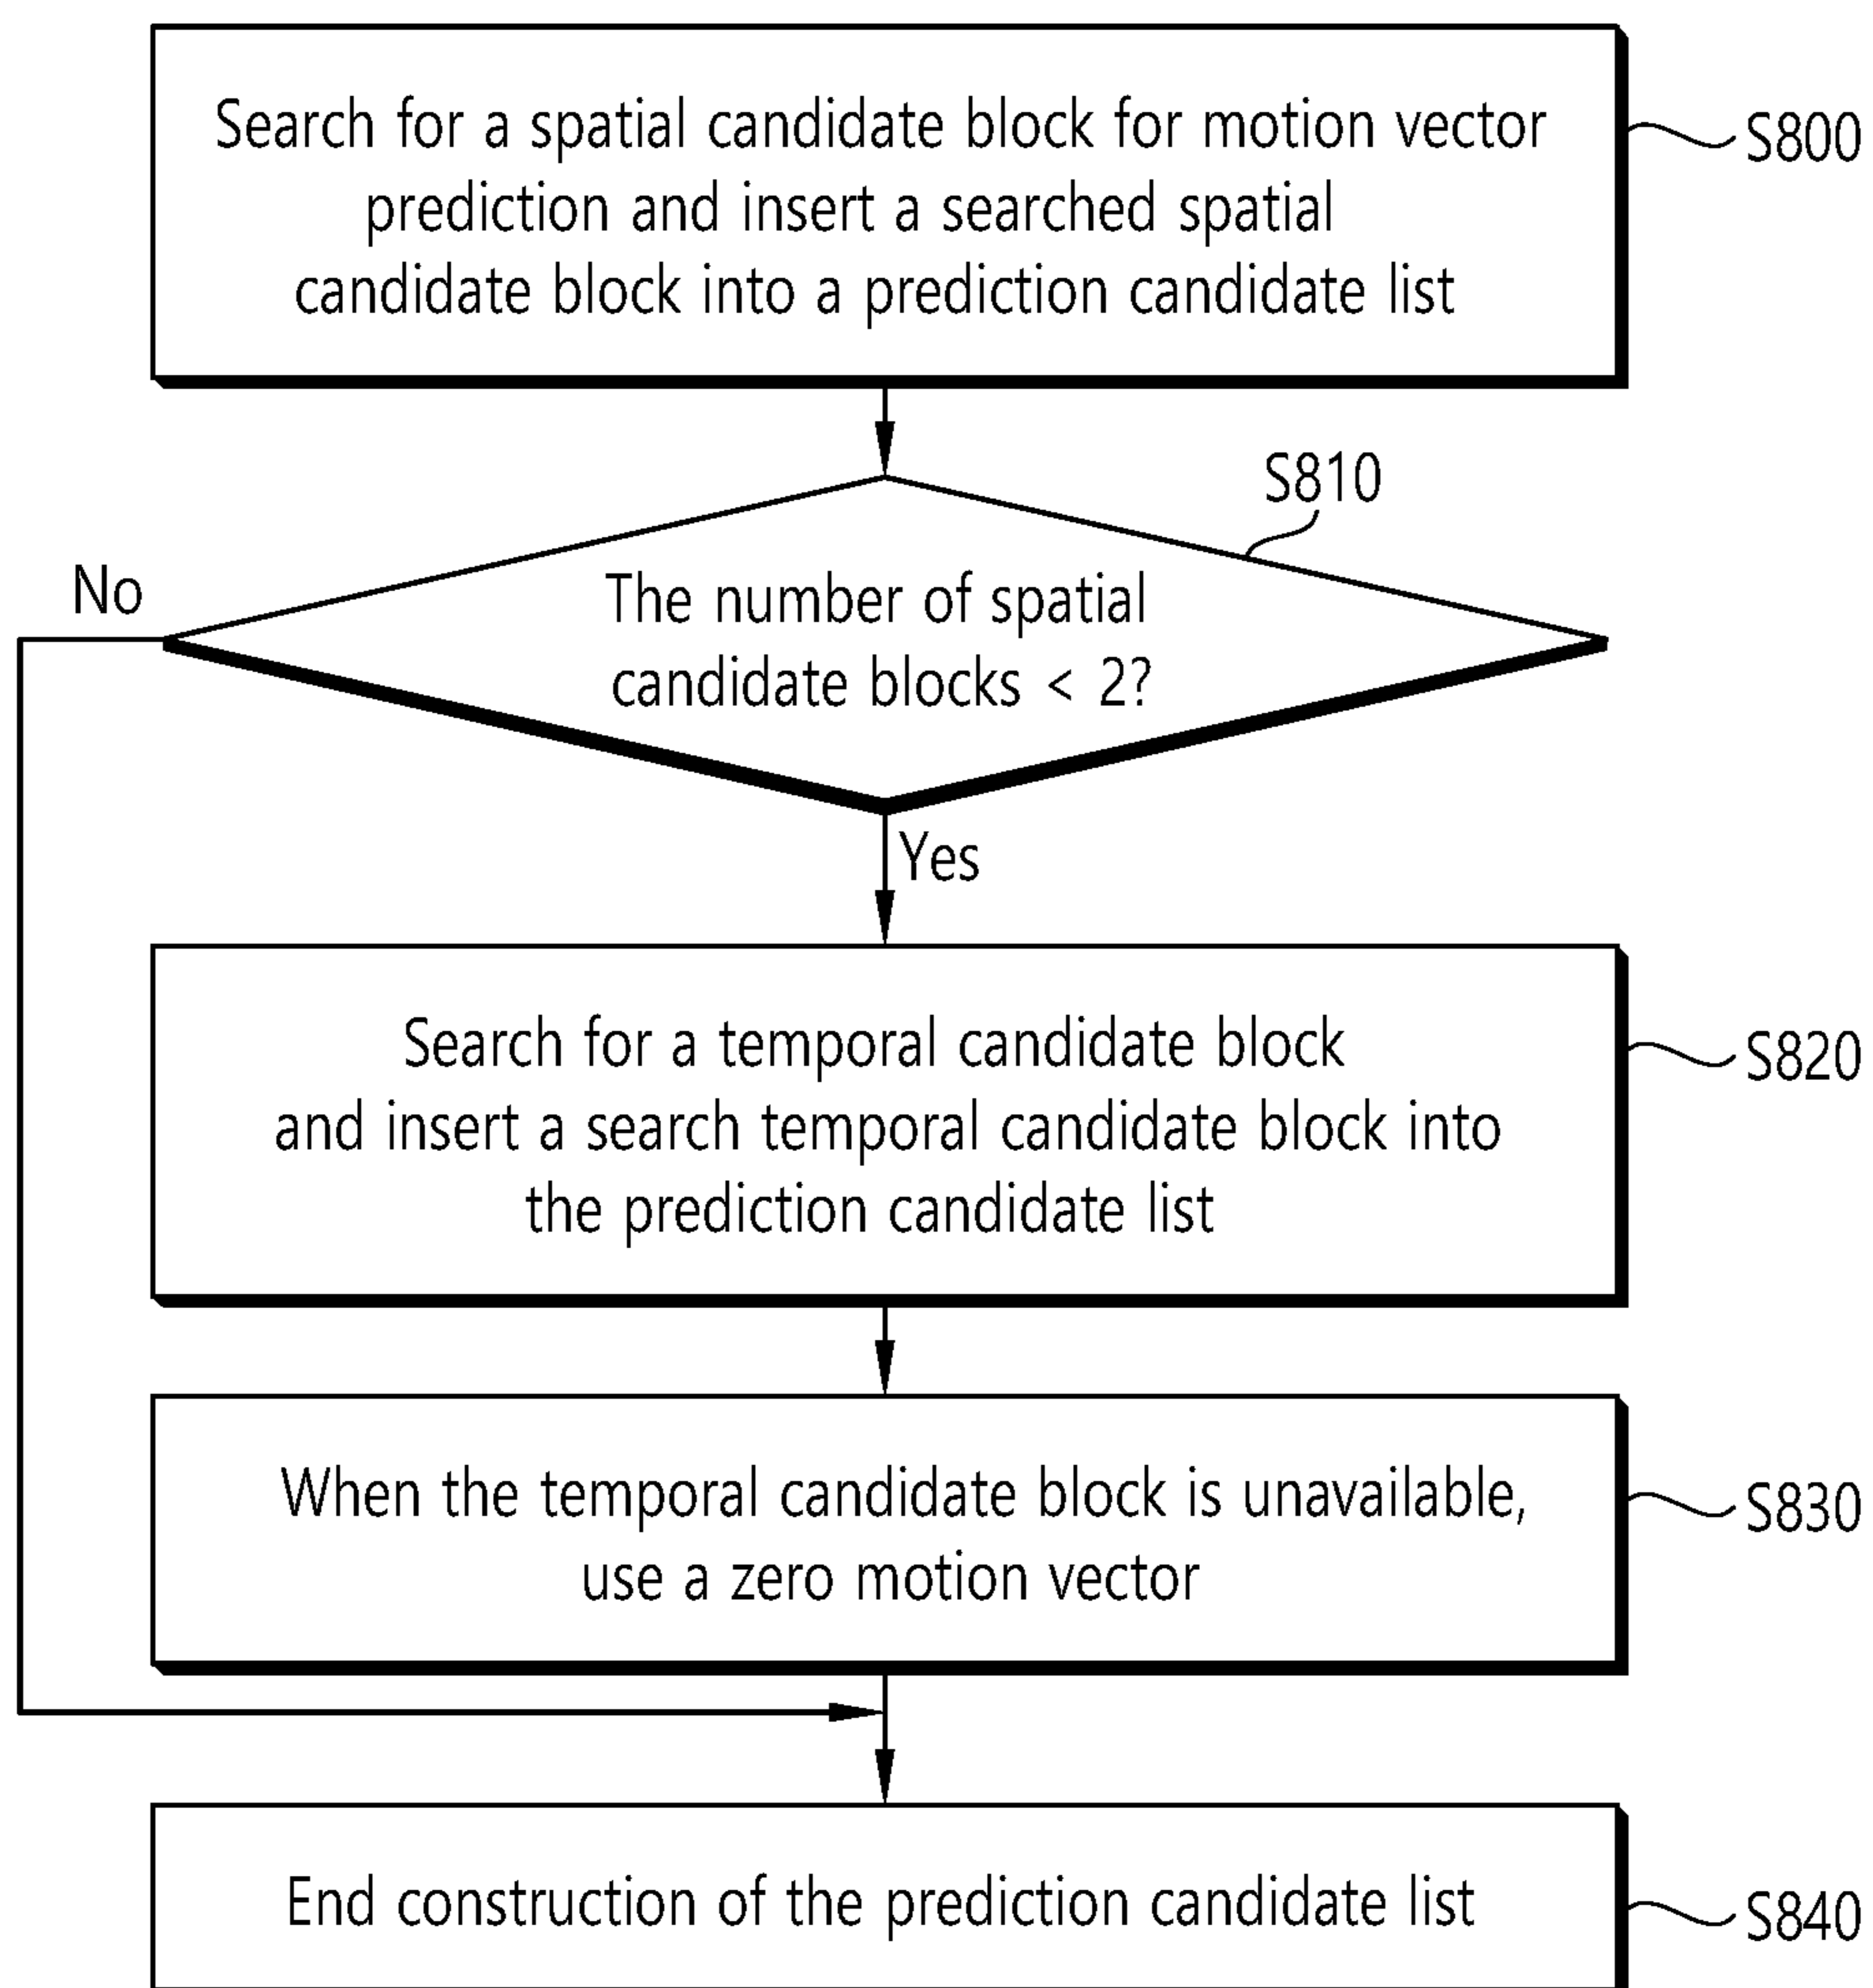 Search for a spatial candidate block for motion vector
prediction and insert a searched spatial
candidate block into a prediction candidate list
S800
S810
No
The number of spatial
candidate blocks < 2?
Yes
Search for a temporal candidate block
and insert a search temporal candidate block into
the prediction candidate list
S820
When the temporal candidate block is unavailable,
use a zero motion vector
S830
End construction of the prediction candidate list
S840